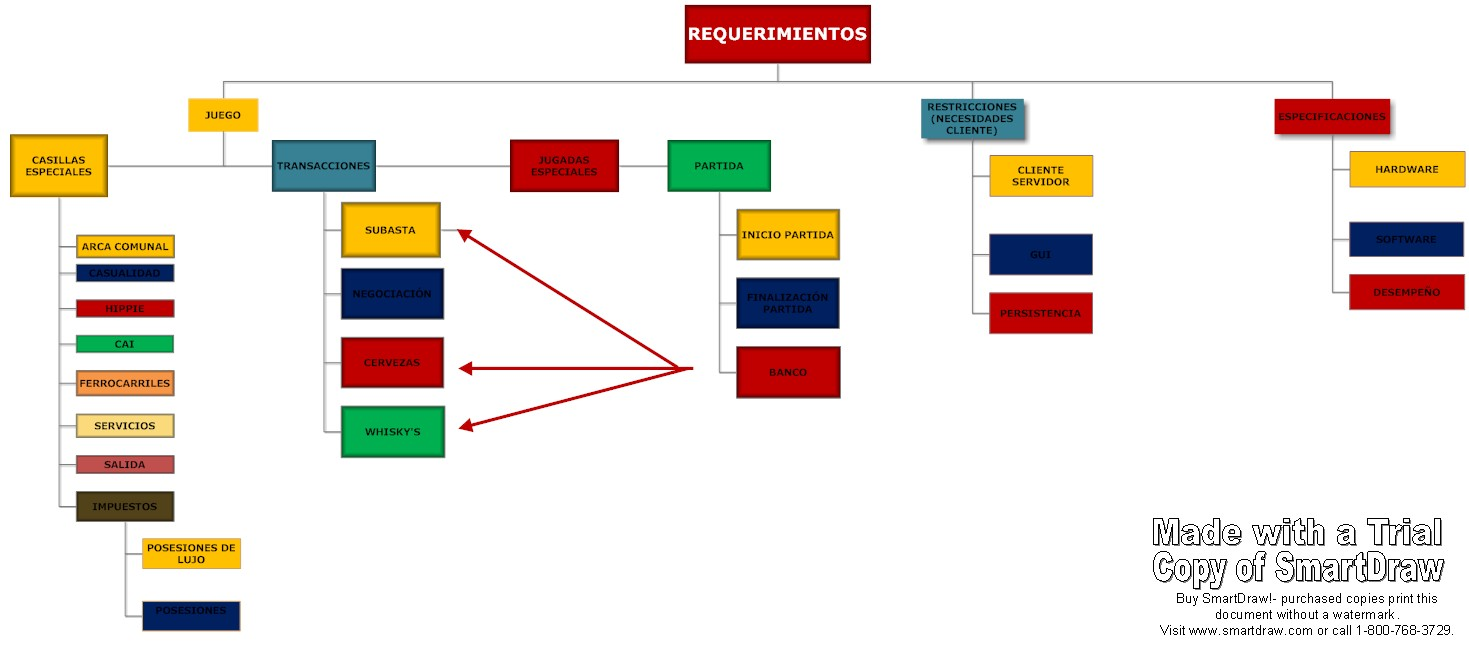 REQUERIMIENTOS
JUEGO
RESTRICCIONES
(NECESIDADES
CLIENTE)
ESPECIFICACIONES
CASILLAS
ESPECIALES
TRANSACCIONES
JUGADAS
ESPECIALES
PARTIDA
CLIENTE
SERVIDOR
HARDWARE
SUBASTA
INICIO PARTIDA
ARCA COMUNAL
GUI
SOFTWARE
CASUALIDAD
NEGOCIACIÓN
FINALIZACIÓN
PARTIDA
PERSISTENCIA
DESEMPEÑO
HIPPIE
CAI
CERVEZAS
BANCO
FERROCARRILES
SERVICIOS
WHISKY'S
SALIDA
IMPUESTOS
POSESIONES DE
LUJO
POSESIONES
Made with a Trial
Copy of SmartDraw
Buy SmartDraw!- purchased copies print this
document without a watermark .
Visit www.smartdraw.com or call 1-800-768-3729.